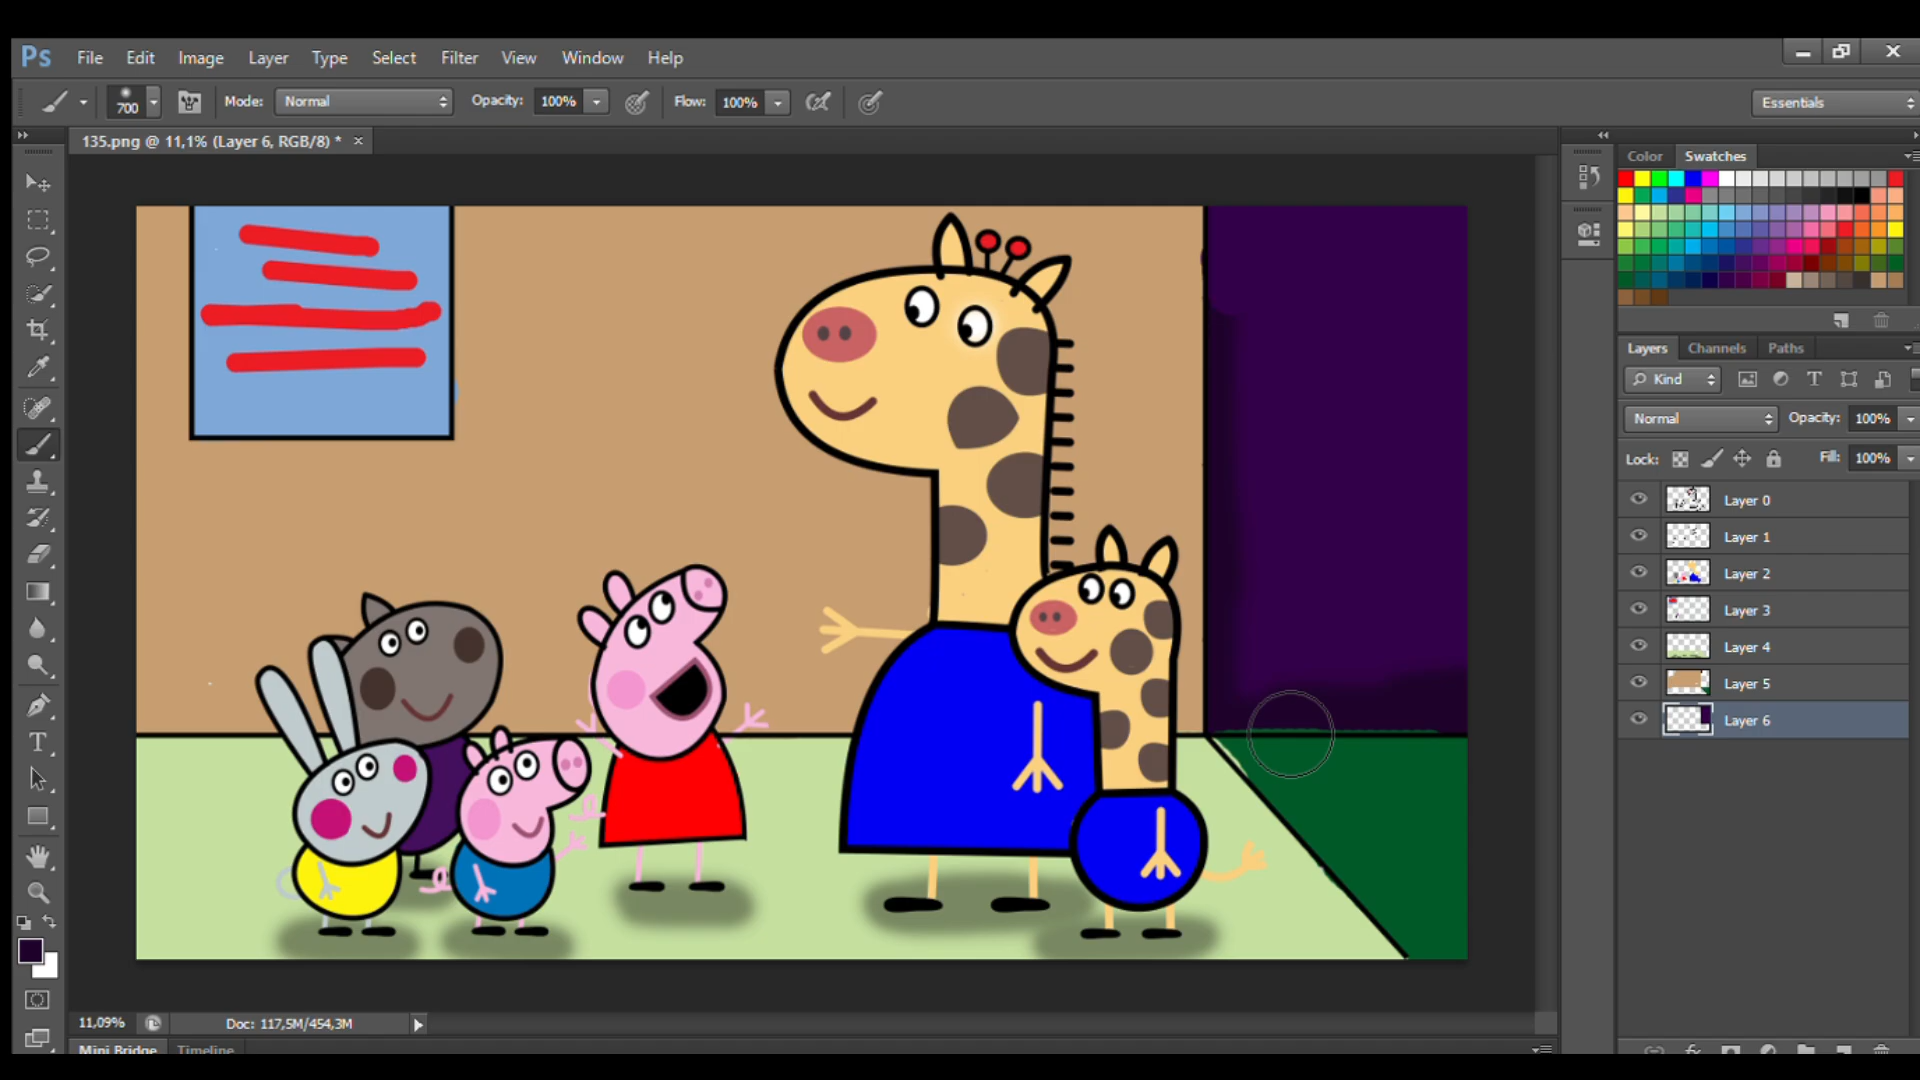 Ps File Edit Image Layer Type Select Filter View Window Help
700 Mode: Normal Opacity: 100% Flow: 100% Essentials
135.png @ 11,1% (Layer 6, RGB/8) *
Color Swatches
Layers Channels Paths
Kind
Normal Opacity: 100%
Lock: Fill: 100%
Layer 0
Layer 1
Layer 2
Layer 3
Layer 4
Layer 5
Layer 6
11,09% Doc: 117,5M/454,3M
Mini Bridge Timeline